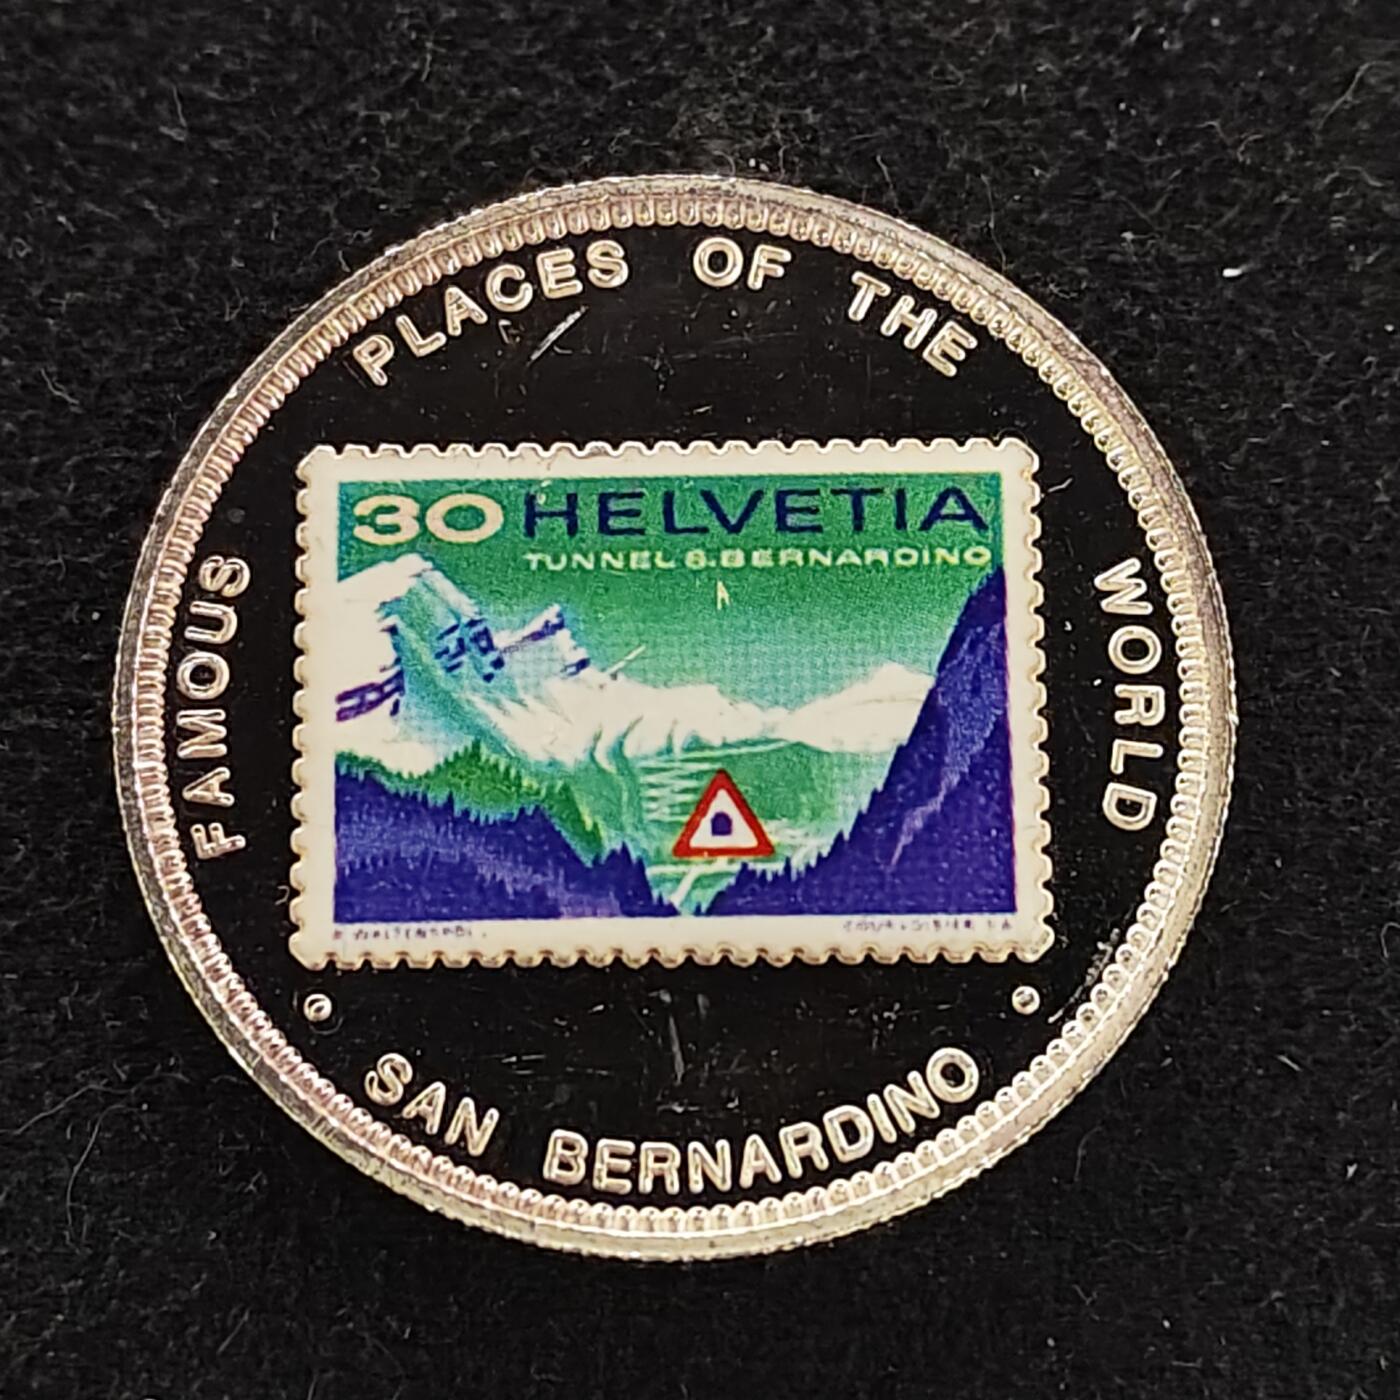 FAMOUS PLACES OF THE WORLD
30 HELVETIA
TUNNEL S.BERNARDINO
SAN BERNARDINO